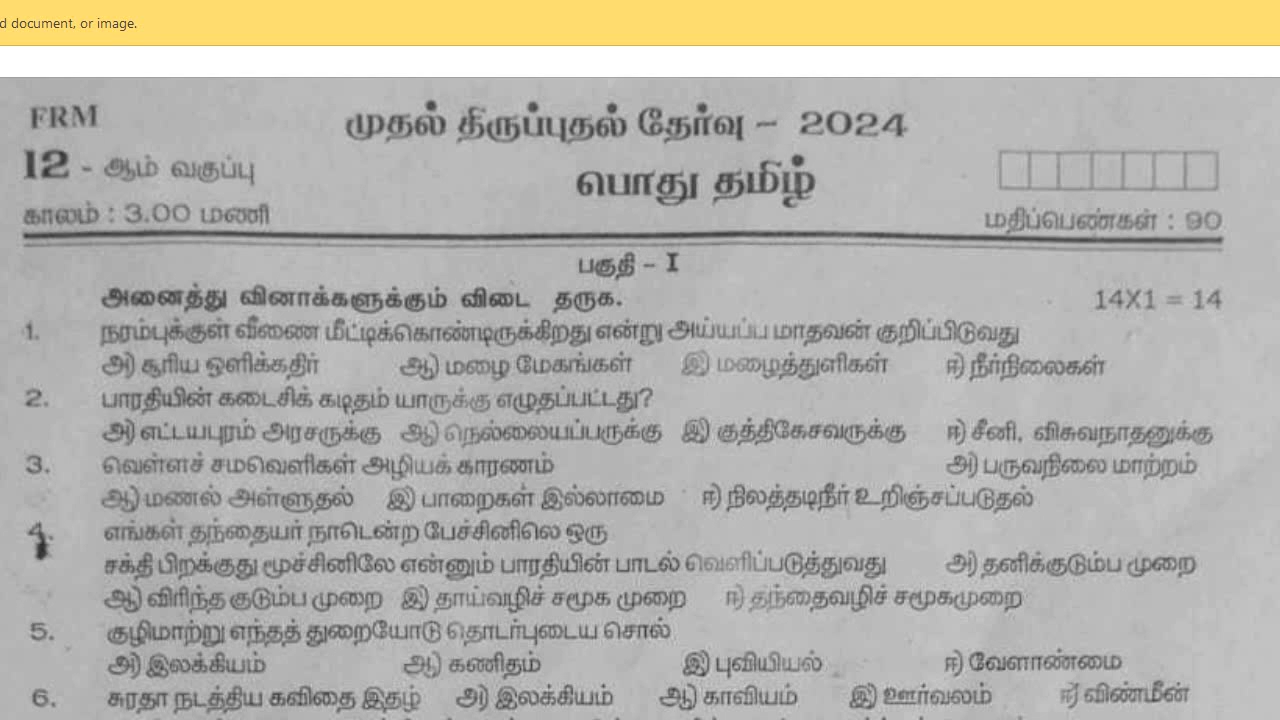 d document, or image.
FRM
முதல் திருப்புதல் தேர்வு - 2024
12 - ஆம் வகுப்பு
பொது தமிழ்
காலம் : 3.00 மணி
மதிப்பெண்கள் : 90
பகுதி - I
அனைத்து வினாக்களுக்கும் விடை தருக. 14X1 = 14
1. நரம்புக்குள் வீணை மீட்டிக்கொண்டிருக்கிறது என்று அய்யப்ப மாதவன் குறிப்பிடுவது
அ) சூரிய ஒளிக்கதிர் ஆ) மழை மேகங்கள் இ) மழைத்துளிகள் ஈ) நீர்நிலைகள்
2. பாரதியின் கடைசிக் கடிதம் யாருக்கு எழுதப்பட்டது?
அ) எட்டயபுரம் அரசருக்கு ஆ) நெல்லையப்பருக்கு இ) குத்திகேசவருக்கு ஈ) சீனி, விசுவநாதனுக்கு
3. வெள்ளச் சமவெளிகள் அழியக் காரணம் அ) பருவநிலை மாற்றம்
ஆ) மணல் அள்ளுதல் இ) பாறைகள் இல்லாமை ஈ) நிலத்தடிநீர் உறிஞ்சப்படுதல்
4. எங்கள் தந்தையர் நாடென்ற பேச்சினிலெ ஒரு
சக்தி பிறக்குது மூச்சினிலே என்னும் பாரதியின் பாடல் வெளிப்படுத்துவது அ) தனிக்குடும்ப முறை
ஆ) விரிந்த குடும்ப முறை இ) தாய்வழிச் சமூக முறை ஈ) தந்தைவழிச் சமூகமுறை
5. குழிமாற்று எந்தத் துறையோடு தொடர்புடைய சொல்
அ) இலக்கியம் ஆ) கணிதம் இ) புவியியல் ஈ) வேளாண்மை
6. சுரதா நடத்திய கவிதை இதழ் அ) இலக்கியம் ஆ) காவியம் இ) ஊர்வலம் ஈ) விண்மீன்